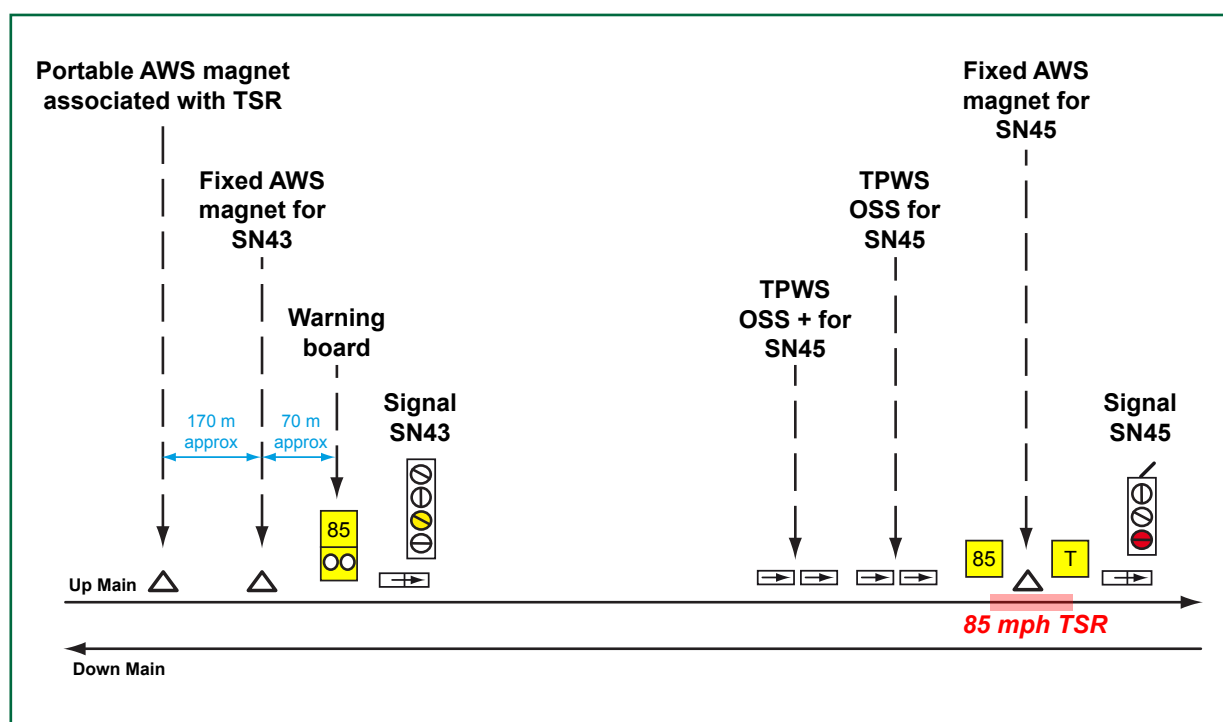 Portable AWS magnet
associated with TSR
Fixed AWS
magnet for
SN43
Warning
board
Signal
SN43
TPWS
OSS + for
SN45
TPWS
OSS for
SN45
Fixed AWS
magnet for
SN45
Signal
SN45
170 m
approx
70 m
approx
85
85
T
Up Main
85 mph TSR
Down Main